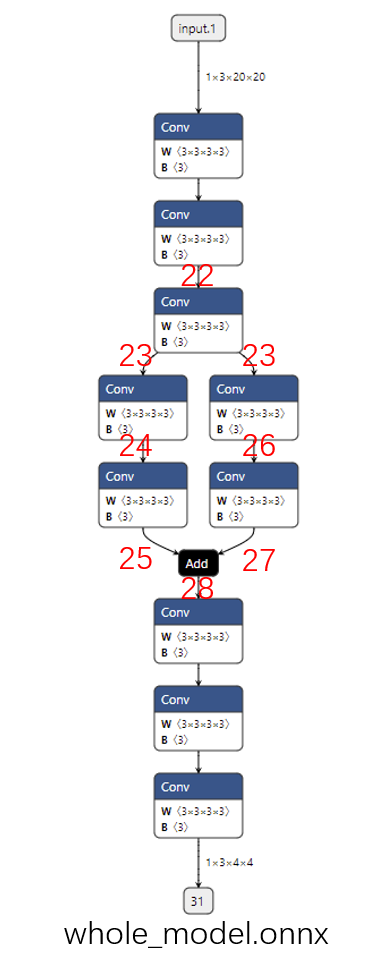 input.1
1×3×20×20
Conv
W ⟨3×3×3×3⟩
B ⟨3⟩
Conv
W ⟨3×3×3×3⟩
B ⟨3⟩
22
Conv
W ⟨3×3×3×3⟩
B ⟨3⟩
23 23
Conv Conv
W ⟨3×3×3×3⟩ W ⟨3×3×3×3⟩
B ⟨3⟩ B ⟨3⟩
24 26
Conv Conv
W ⟨3×3×3×3⟩ W ⟨3×3×3×3⟩
B ⟨3⟩ B ⟨3⟩
25 27
Add
28
Conv
W ⟨3×3×3×3⟩
B ⟨3⟩
Conv
W ⟨3×3×3×3⟩
B ⟨3⟩
Conv
W ⟨3×3×3×3⟩
B ⟨3⟩
1×3×4×4
31
whole_model.onnx